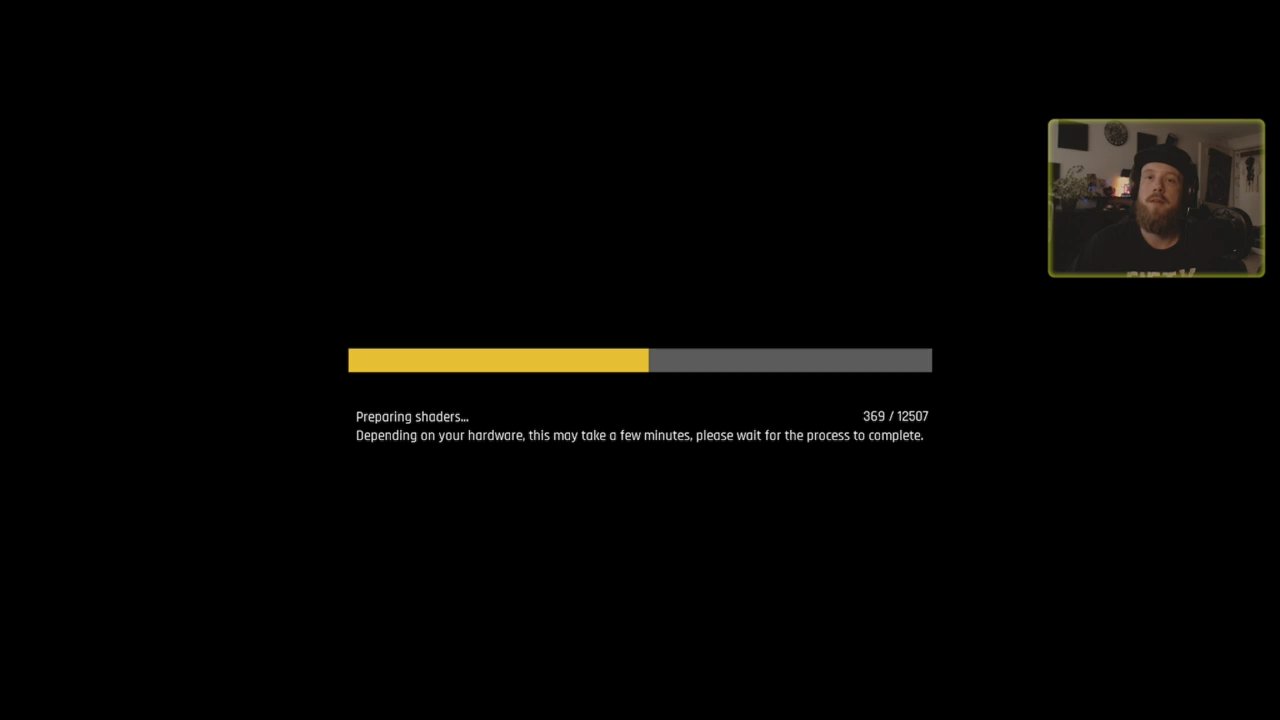 Preparing shaders... 369 / 12507
Depending on your hardware, this may take a few minutes, please wait for the process to complete.